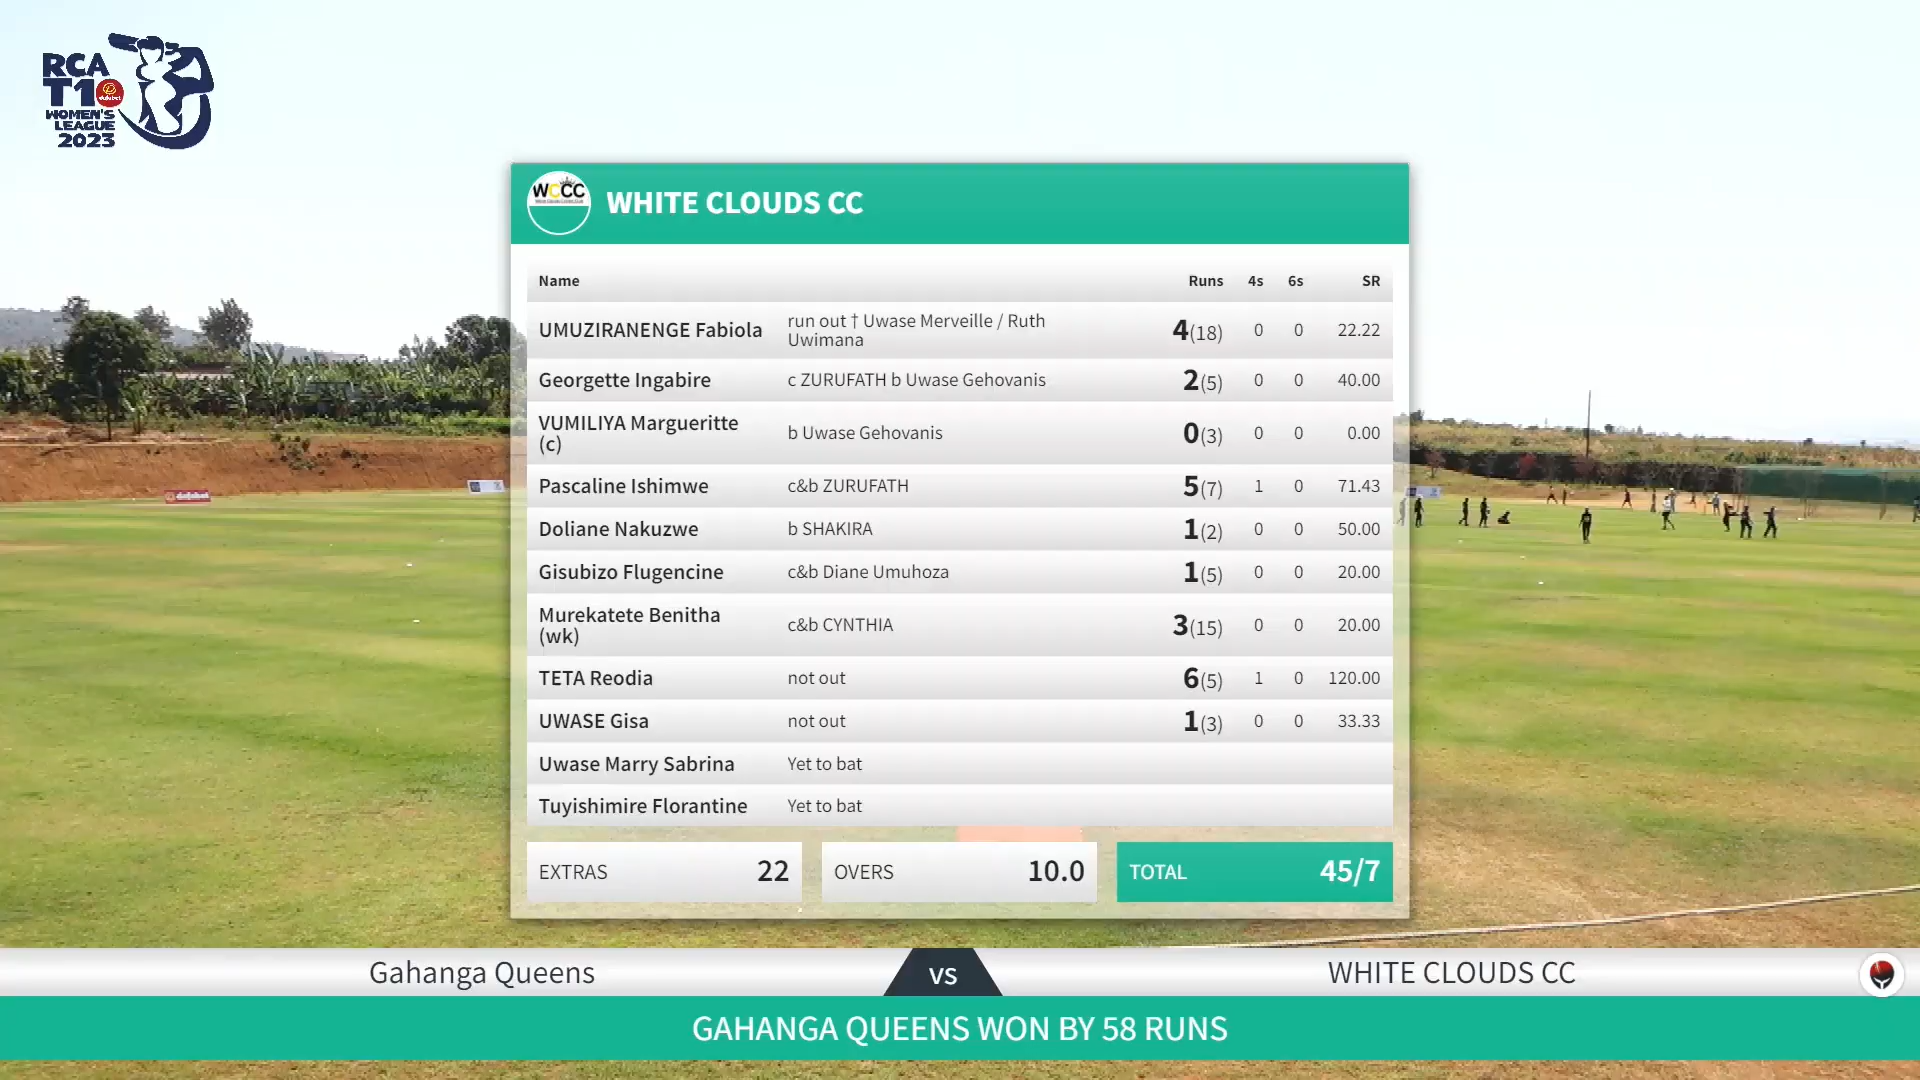 RCA
T10
WOMEN'S
LEAGUE
2023
WCCC
WHITE CLOUDS CC
Name Runs 4s 6s SR
UMUZIRANENGE Fabiola run out † Uwase Merveille / Ruth Uwimana 4(18) 0 0 22.22
Georgette Ingabire c ZURUFATH b Uwase Gehovanis 2(5) 0 0 40.00
VUMILIYA Margueritte (c) b Uwase Gehovanis 0(3) 0 0 0.00
Pascaline Ishimwe c&b ZURUFATH 5(7) 1 0 71.43
Doliane Nakuzwe b SHAKIRA 1(2) 0 0 50.00
Gisubizo Flugencine c&b Diane Umuhoza 1(5) 0 0 20.00
Murekatete Benitha (wk) c&b CYNTHIA 3(15) 0 0 20.00
TETA Reodia not out 6(5) 1 0 120.00
UWASE Gisa not out 1(3) 0 0 33.33
Uwase Marry Sabrina Yet to bat
Tuyishimire Florantine Yet to bat
EXTRAS 22 OVERS 10.0 TOTAL 45/7
Gahanga Queens VS WHITE CLOUDS CC
GAHANGA QUEENS WON BY 58 RUNS